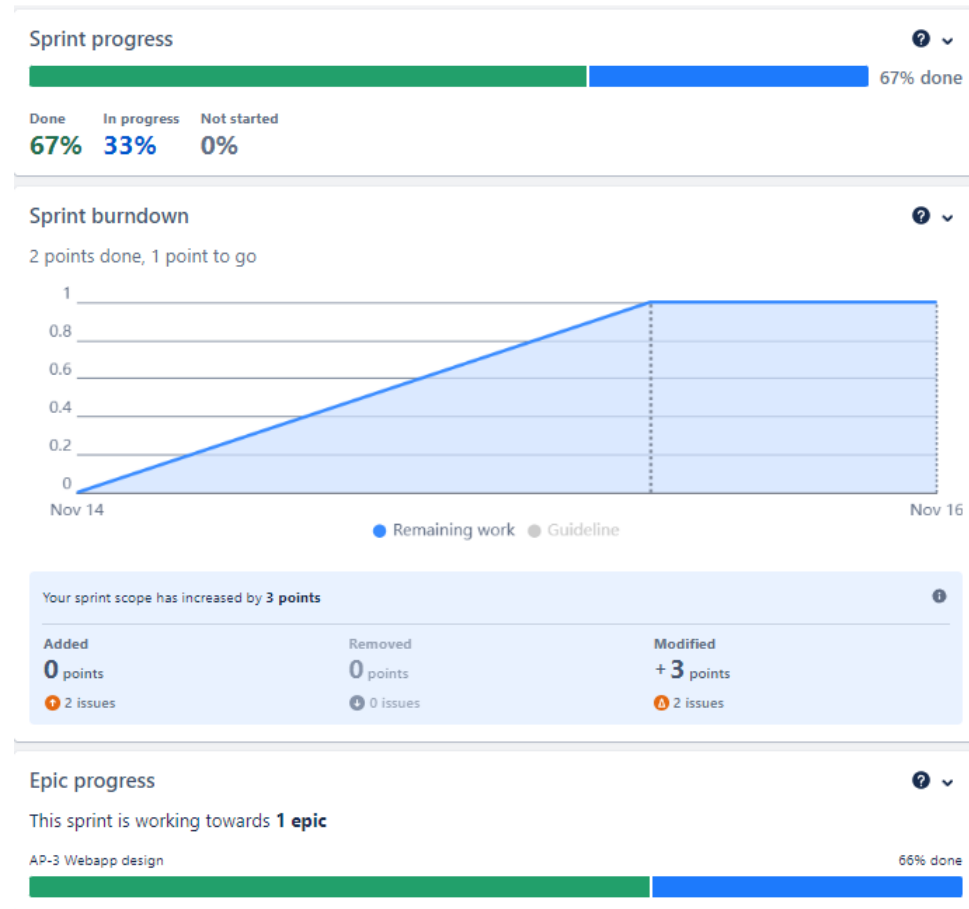 Sprint progress
67% done
Done In progress Not started
67% 33% 0%
Sprint burndown
2 points done, 1 point to go
1
0.8
0.6
0.4
0.2
0
Nov 14 Nov 16
Remaining work Guideline
Your sprint scope has increased by 3 points
Added Removed Modified
0 points 0 points +3 points
2 issues 0 issues 2 issues
Epic progress
This sprint is working towards 1 epic
AP-3 Webapp design 66% done